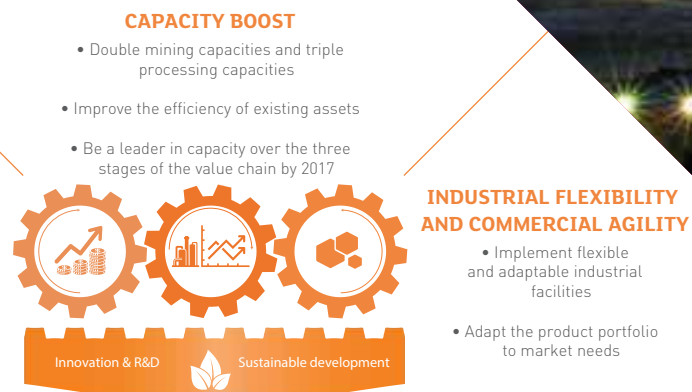 CAPACITY BOOST
• Double mining capacities and triple
processing capacities
• Improve the efficiency of existing assets
• Be a leader in capacity over the three
stages of the value chain by 2017
INDUSTRIAL FLEXIBILITY
AND COMMERCIAL AGILITY
• Implement flexible
and adaptable industrial
facilities
• Adapt the product portfolio
to market needs
Innovation & R&D
Sustainable development